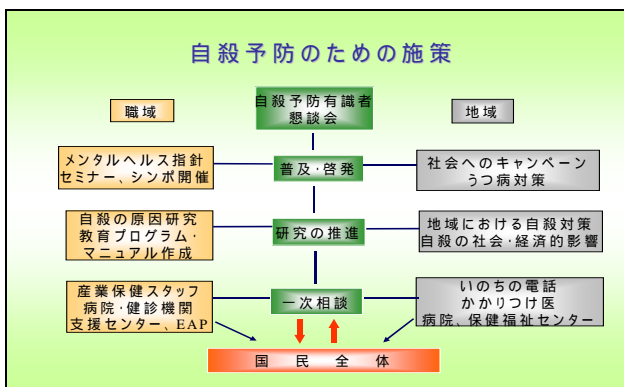 自殺予防のための施策
職域
自殺予防有識者
懇談会
地域
メンタルヘルス指針
セミナー、シンポ開催
普及・啓発
社会へのキャンペーン
うつ病対策
自殺の原因研究
教育プログラム・
マニュアル作成
研究の推進
地域における自殺対策
自殺の社会・経済的影響
産業保健スタッフ
病院・健診機関
支援センター、EAP
一次相談
いのちの電話
かかりつけ医
病院、保健福祉センター
国民全体